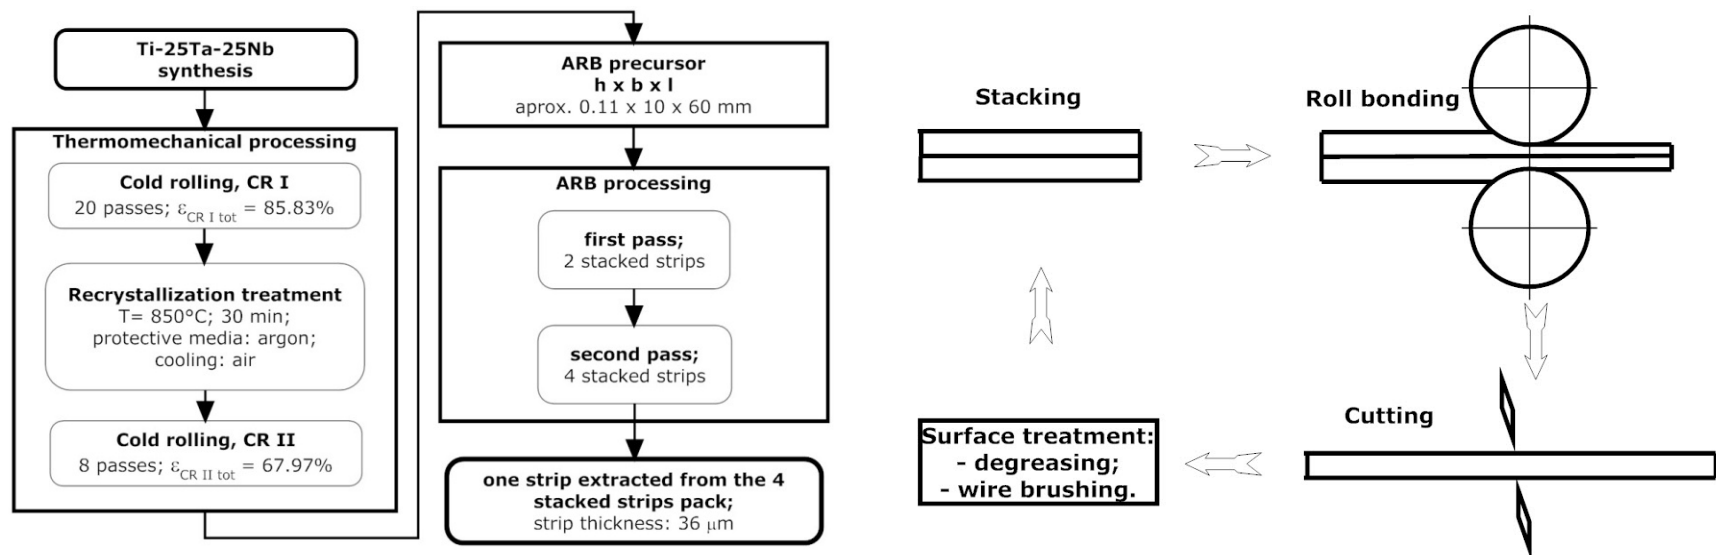 Ti-25Ta-25Nb
synthesis
Thermomechanical processing
Cold rolling, CR I
20 passes; εCR I tot = 85.83%
Recrystallization treatment
T= 850°C; 30 min;
protective media: argon;
cooling: air
Cold rolling, CR II
8 passes; εCR II tot = 67.97%
ARB precursor
h x b x l
aprox. 0.11 x 10 x 60 mm
ARB processing
first pass;
2 stacked strips
second pass;
4 stacked strips
one strip extracted from the 4
stacked strips pack;
strip thickness: 36 μm
Stacking
Roll bonding
Cutting
Surface treatment:
- degreasing;
- wire brushing.